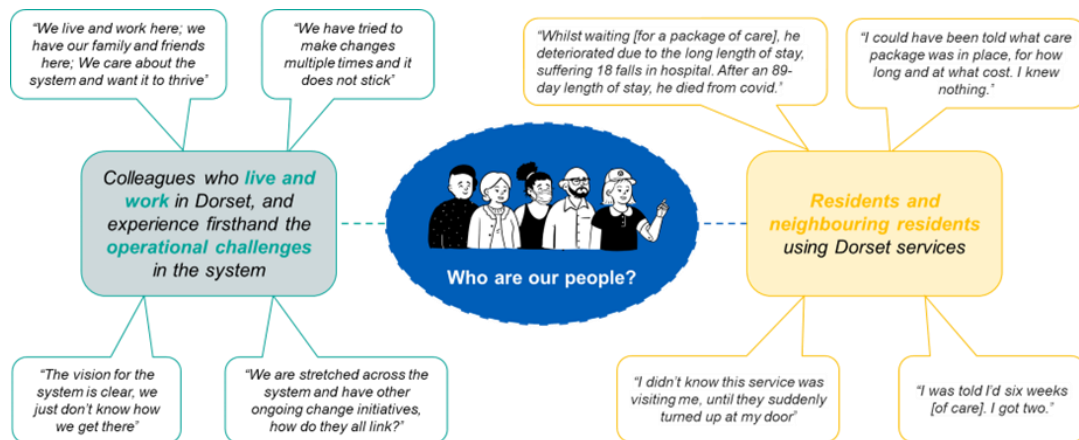 “We live and work here; we
have our family and friends
here; We care about the
system and want it to thrive”
“We have tried to
make changes
multiple times and it
does not stick”
“Whilst waiting [for a package of care], he
deteriorated due to the long length of stay,
suffering 18 falls in hospital. After an 89-
day length of stay, he died from covid.”
“I could have been told what care
package was in place, for how
long and at what cost. I knew
nothing.”
Colleagues who live and
work in Dorset, and
experience firsthand the
operational challenges
in the system
Who are our people?
Residents and
neighbouring residents
using Dorset services
“The vision for the
system is clear, we
just don’t know how
we get there”
“We are stretched across the
system and have other
ongoing change initiatives,
how do they all link?”
“I didn’t know this service was
visiting me, until they suddenly
turned up at my door”
“I was told I’d six weeks
[of care]. I got two.”